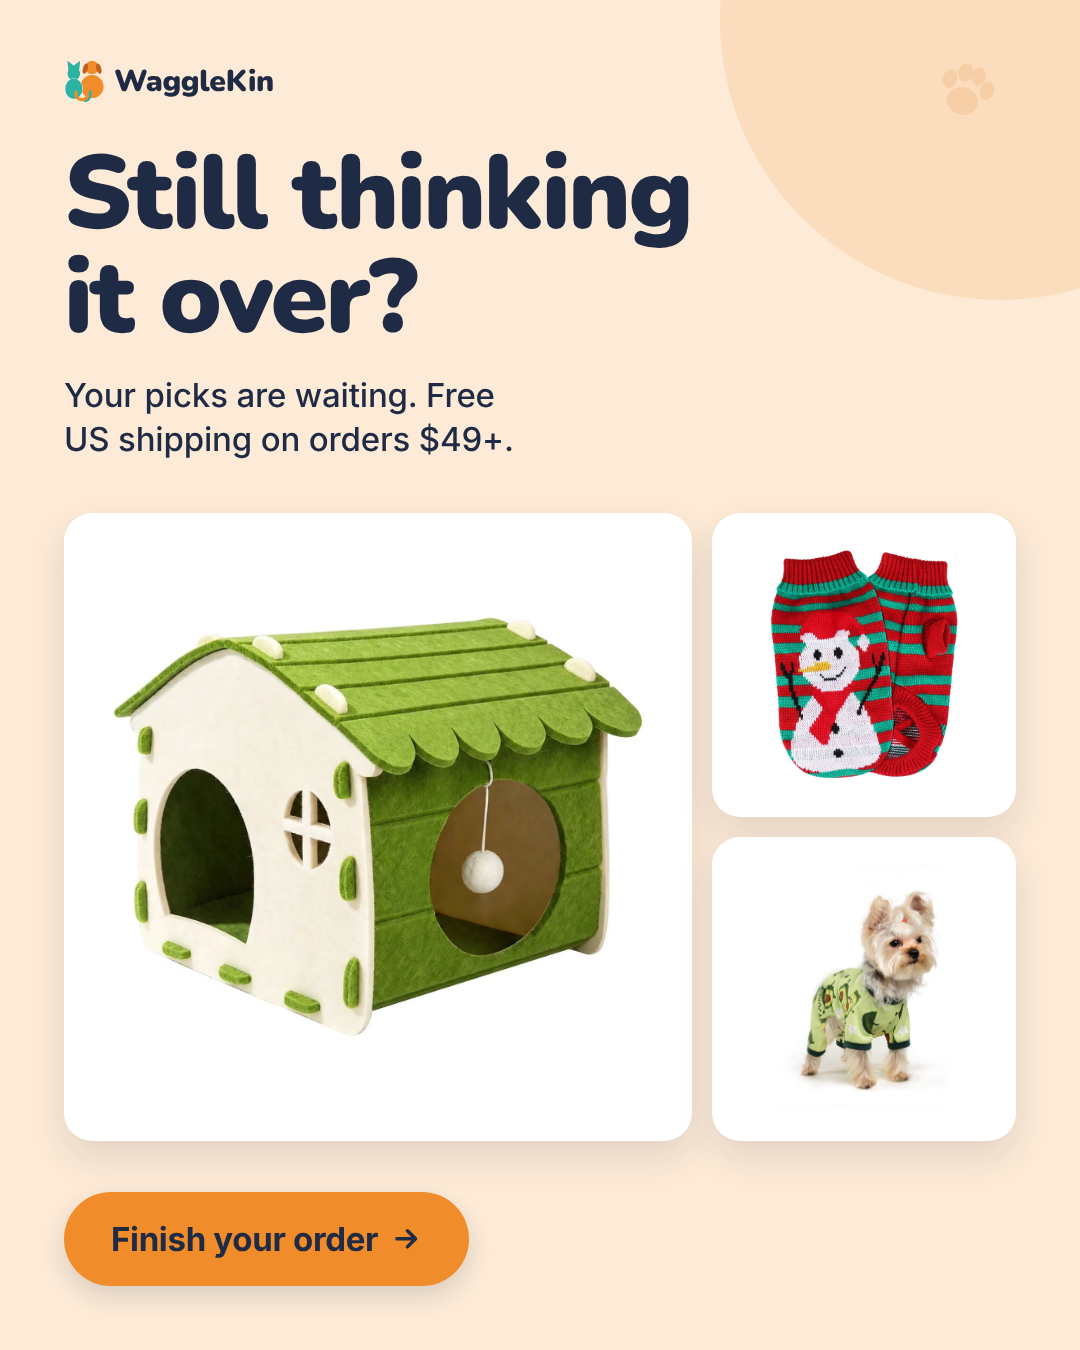 WaggleKin
Still thinking
it over?
Your picks are waiting. Free
US shipping on orders $49+.
Finish your order →